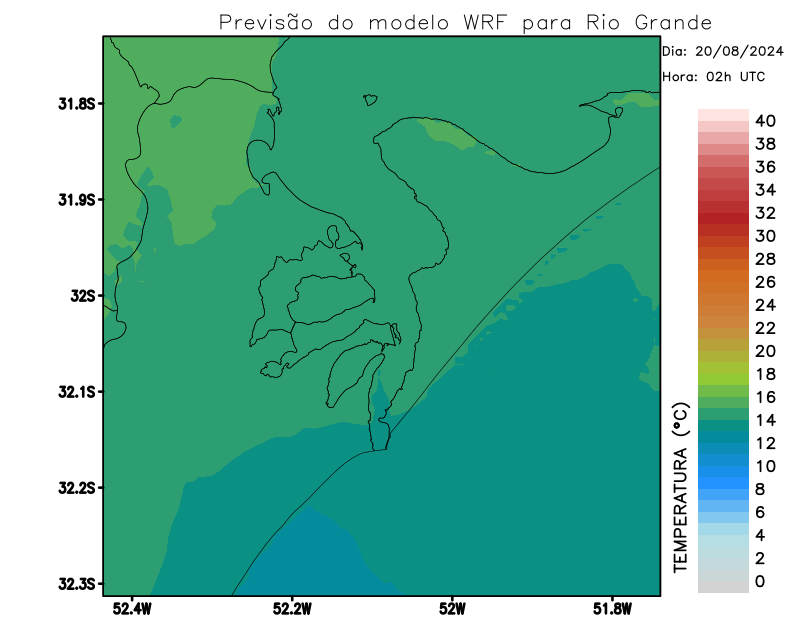 Previsão do modelo WRF para Rio Grande
Dia: 20/08/2024
Hora: 02h UTC
31.8S
31.9S
32S
32.1S
32.2S
32.3S
52.4W
52.2W
52W
51.8W
TEMPERATURA (°C)
40
38
36
34
32
30
28
26
24
22
20
18
16
14
12
10
8
6
4
2
0